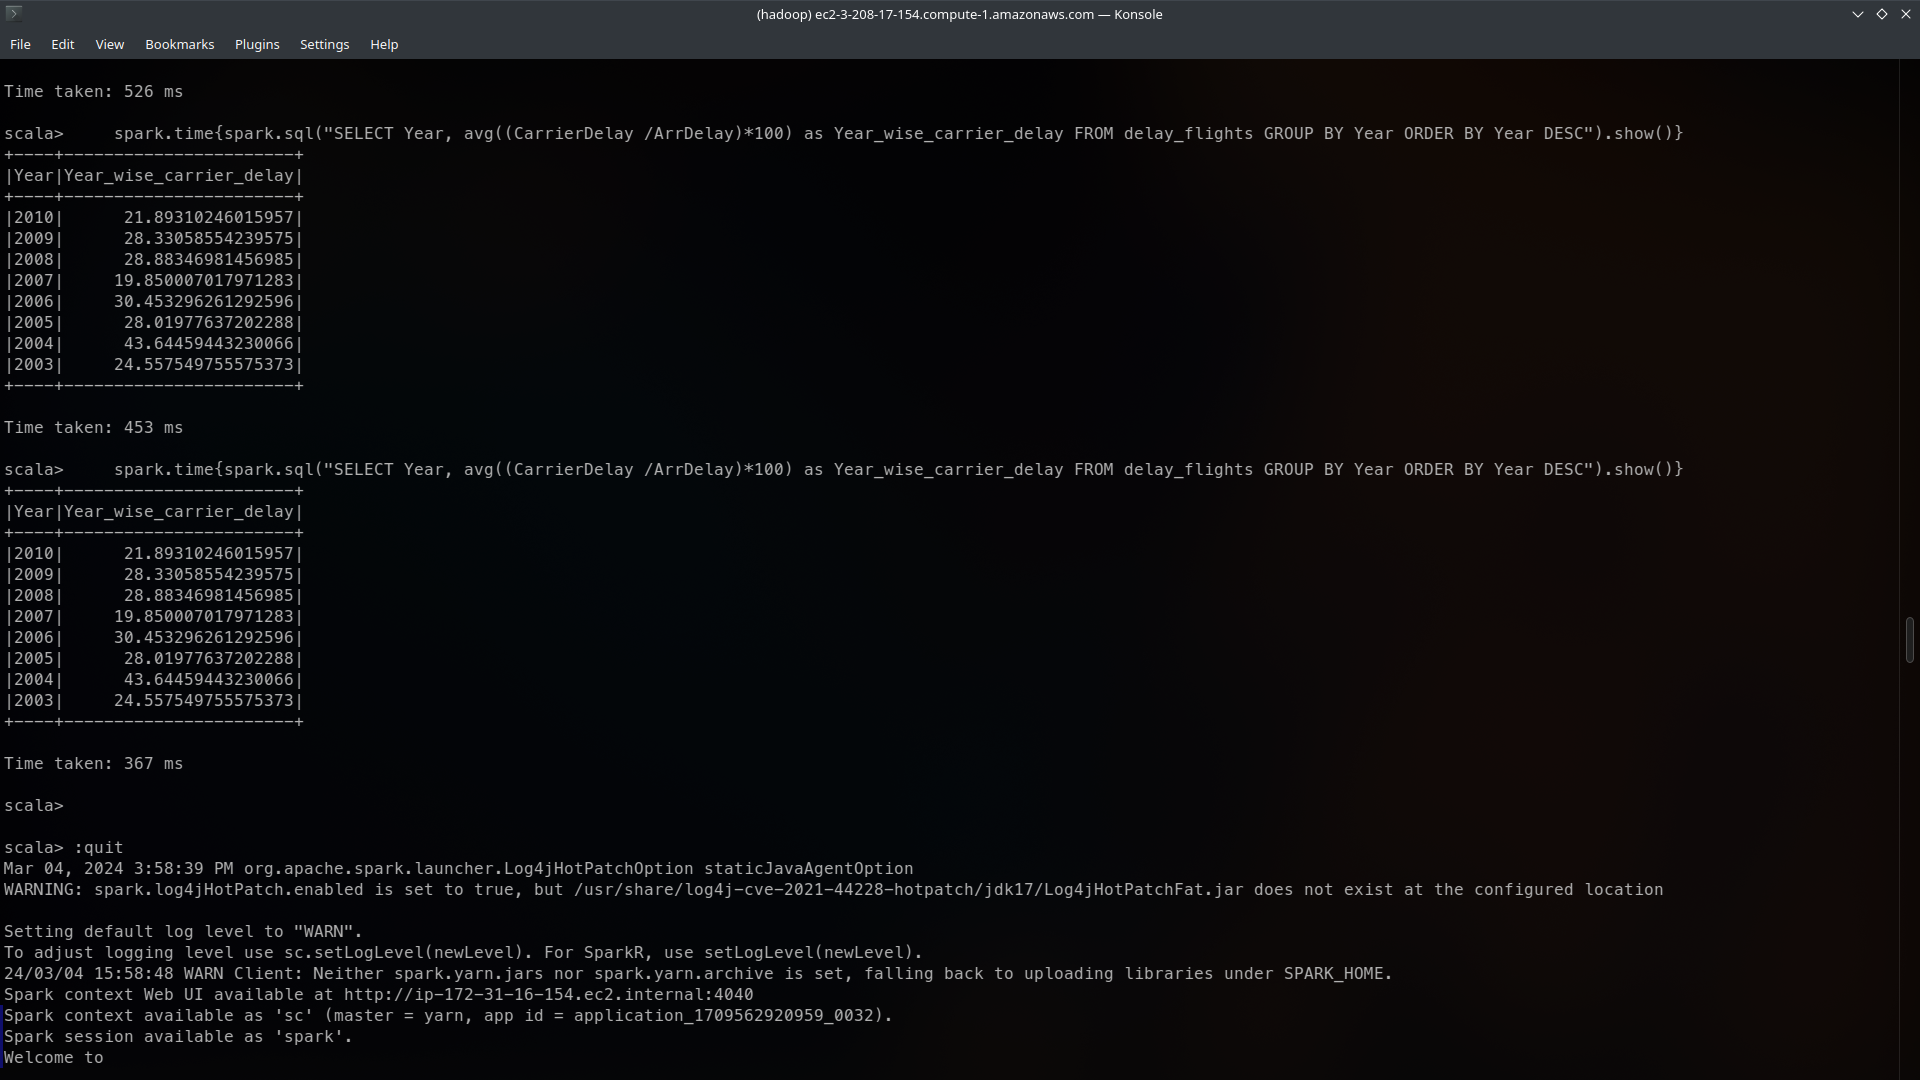 (hadoop) ec2-3-208-17-154.compute-1.amazonaws.com — Konsole
File Edit View Bookmarks Plugins Settings Help
Time taken: 526 ms
scala>     spark.time{spark.sql("SELECT Year, avg((CarrierDelay /ArrDelay)*100) as Year_wise_carrier_delay FROM delay_flights GROUP BY Year ORDER BY Year DESC").show()}
+----+-----------------------+
|Year|Year_wise_carrier_delay|
+----+-----------------------+
|2010|      21.89310246015957|
|2009|      28.33058554239575|
|2008|      28.88346981456985|
|2007|     19.850007017971283|
|2006|     30.453296261292596|
|2005|      28.01977637202288|
|2004|      43.64459443230066|
|2003|     24.557549755575373|
+----+-----------------------+
Time taken: 453 ms
scala>     spark.time{spark.sql("SELECT Year, avg((CarrierDelay /ArrDelay)*100) as Year_wise_carrier_delay FROM delay_flights GROUP BY Year ORDER BY Year DESC").show()}
+----+-----------------------+
|Year|Year_wise_carrier_delay|
+----+-----------------------+
|2010|      21.89310246015957|
|2009|      28.33058554239575|
|2008|      28.88346981456985|
|2007|     19.850007017971283|
|2006|     30.453296261292596|
|2005|      28.01977637202288|
|2004|      43.64459443230066|
|2003|     24.557549755575373|
+----+-----------------------+
Time taken: 367 ms
scala>
scala> :quit
Mar 04, 2024 3:58:39 PM org.apache.spark.launcher.Log4jHotPatchOption staticJavaAgentOption
WARNING: spark.log4jHotPatch.enabled is set to true, but /usr/share/log4j-cve-2021-44228-hotpatch/jdk17/Log4jHotPatchFat.jar does not exist at the configured location
Setting default log level to "WARN".
To adjust logging level use sc.setLogLevel(newLevel). For SparkR, use setLogLevel(newLevel).
24/03/04 15:58:48 WARN Client: Neither spark.yarn.jars nor spark.yarn.archive is set, falling back to uploading libraries under SPARK_HOME.
Spark context Web UI available at http://ip-172-31-16-154.ec2.internal:4040
Spark context available as 'sc' (master = yarn, app id = application_1709562920959_0032).
Spark session available as 'spark'.
Welcome to